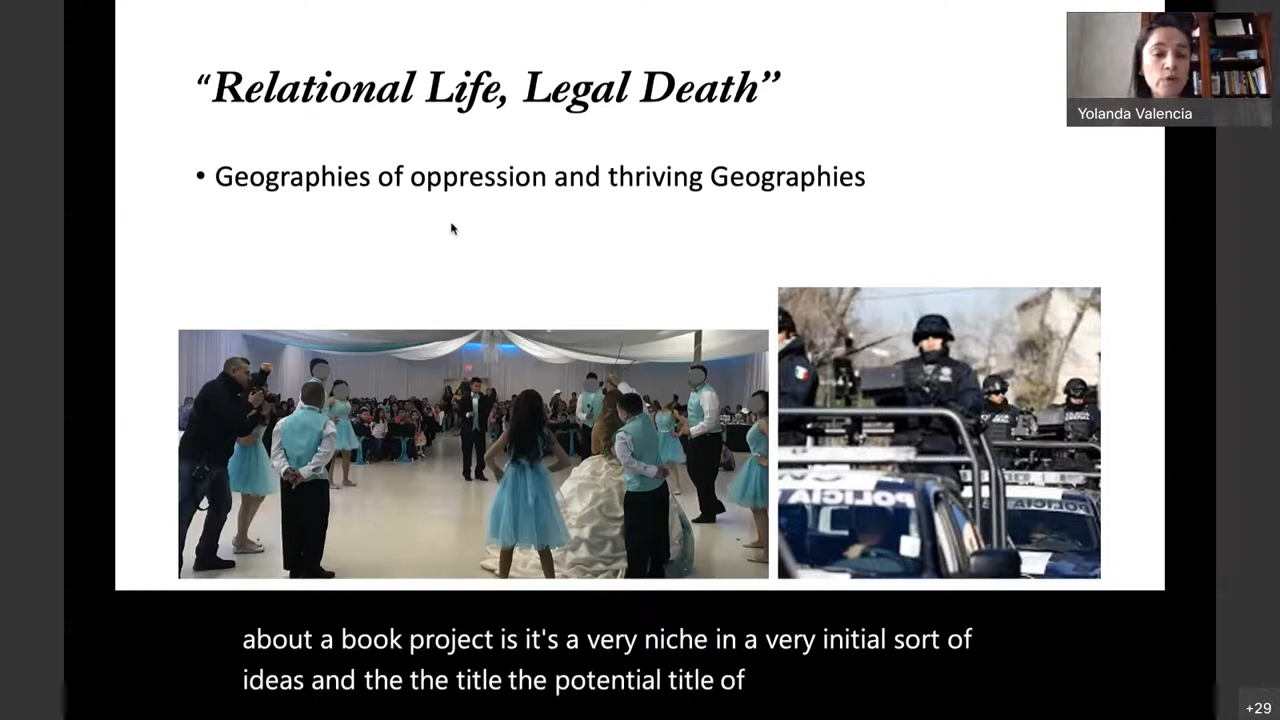 “Relational Life, Legal Death”
Yolanda Valencia
• Geographies of oppression and thriving Geographies
POLICIA
POLICIA
about a book project is it's a very niche in a very initial sort of
ideas and the the title the potential title of
+29